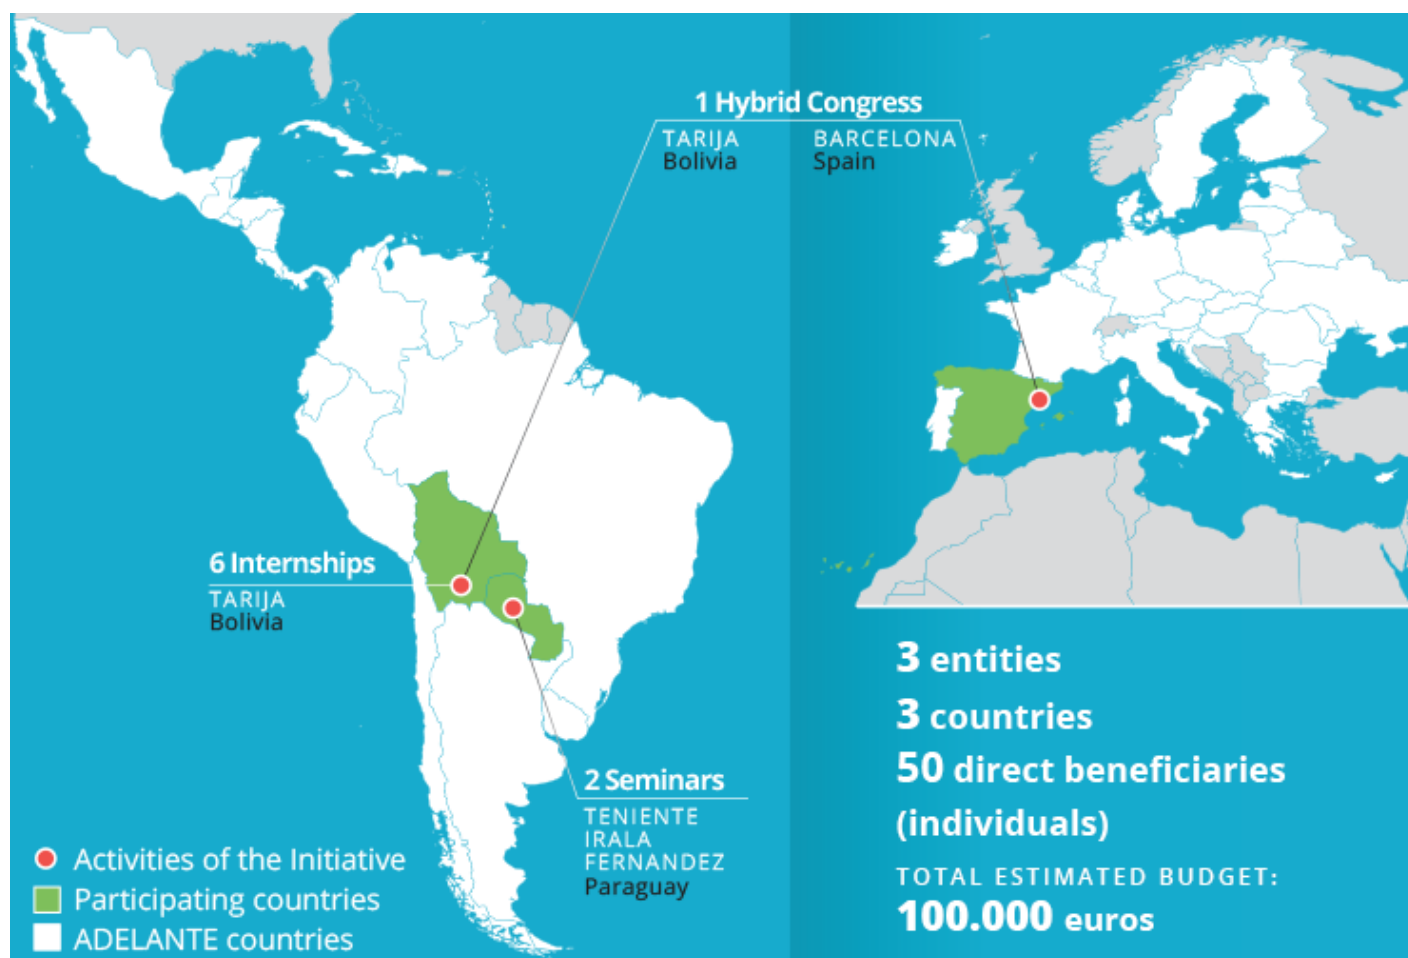 1 Hybrid Congress
TARIJA
Bolivia
BARCELONA
Spain
6 Internships
TARIJA
Bolivia
2 Seminars
TENIENTE
IRALA
FERNANDEZ
Paraguay
Activities of the Initiative
Participating countries
ADELANTE countries
3 entities
3 countries
50 direct beneficiaries
(individuals)
TOTAL ESTIMATED BUDGET:
100.000 euros